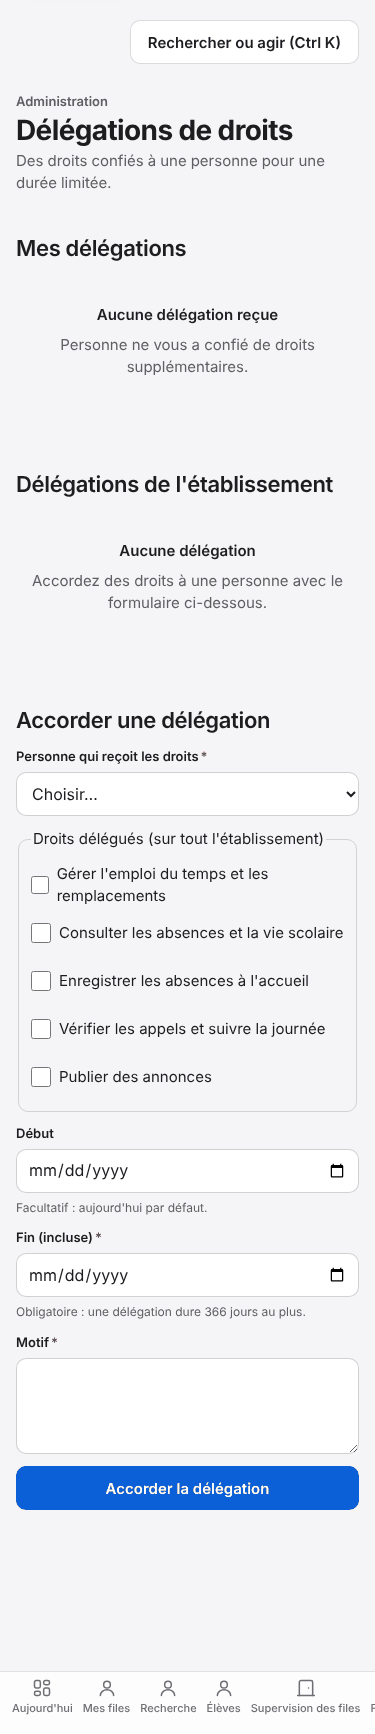 Rechercher ou agir (Ctrl K)
Administration
Délégations de droits
Des droits confiés à une personne pour une
durée limitée.
Mes délégations
Aucune délégation reçue
Personne ne vous a confié de droits
supplémentaires.
Délégations de l'établissement
Aucune délégation
Accordez des droits à une personne avec le
formulaire ci-dessous.
Accorder une délégation
Personne qui reçoit les droits *
Choisir...
Droits délégués (sur tout l'établissement)
Gérer l'emploi du temps et les
remplacements
Consulter les absences et la vie scolaire
Enregistrer les absences à l'accueil
Vérifier les appels et suivre la journée
Publier des annonces
Début
mm/dd/yyyy
Facultatif : aujourd'hui par défaut.
Fin (incluse) *
mm/dd/yyyy
Obligatoire : une délégation dure 366 jours au plus.
Motif *
Accorder la délégation
Aujourd'hui Mes files Recherche Élèves Supervision des files